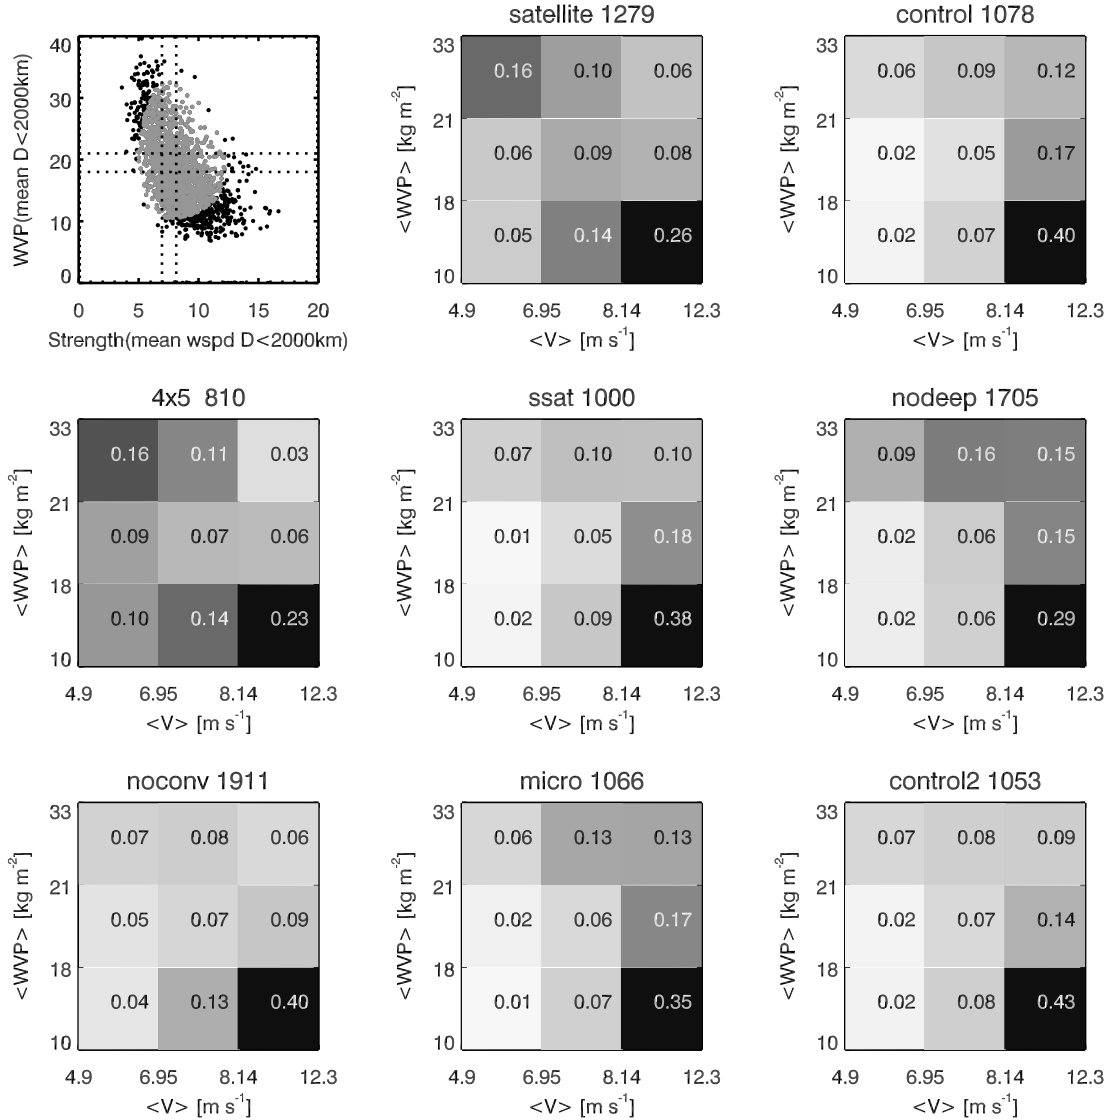 satellite 1279
control 1078
40
30
20
10
0
WVP(mean D<2000km)
0 5 10 15 20
Strength(mean wspd D<2000km)
33
21
18
10
<WVP> [kg m-2]
0.16 0.10 0.06
0.06 0.09 0.08
0.05 0.14 0.26
4.9 6.95 8.14 12.3
<V> [m s-1]
33
21
18
10
<WVP> [kg m-2]
0.06 0.09 0.12
0.02 0.05 0.17
0.02 0.07 0.40
4.9 6.95 8.14 12.3
<V> [m s-1]
4x5 810
33
21
18
10
<WVP> [kg m-2]
0.16 0.11 0.03
0.09 0.07 0.06
0.10 0.14 0.23
4.9 6.95 8.14 12.3
<V> [m s-1]
ssat 1000
33
21
18
10
<WVP> [kg m-2]
0.07 0.10 0.10
0.01 0.05 0.18
0.02 0.09 0.38
4.9 6.95 8.14 12.3
<V> [m s-1]
nodeep 1705
33
21
18
10
<WVP> [kg m-2]
0.09 0.16 0.15
0.02 0.06 0.15
0.02 0.06 0.29
4.9 6.95 8.14 12.3
<V> [m s-1]
noconv 1911
33
21
18
10
<WVP> [kg m-2]
0.07 0.08 0.06
0.05 0.07 0.09
0.04 0.13 0.40
4.9 6.95 8.14 12.3
<V> [m s-1]
micro 1066
33
21
18
10
<WVP> [kg m-2]
0.06 0.13 0.13
0.02 0.06 0.17
0.01 0.07 0.35
4.9 6.95 8.14 12.3
<V> [m s-1]
control2 1053
33
21
18
10
<WVP> [kg m-2]
0.07 0.08 0.09
0.02 0.07 0.14
0.02 0.08 0.43
4.9 6.95 8.14 12.3
<V> [m s-1]